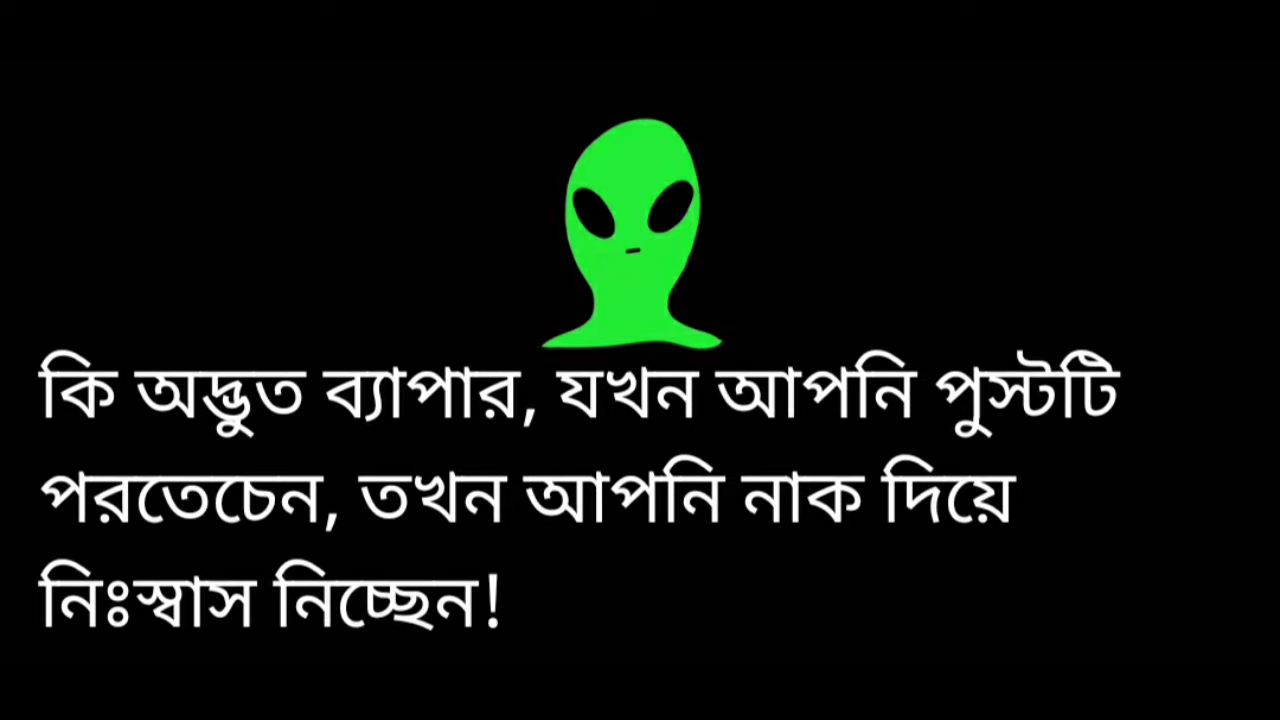 কি অদ্ভুত ব্যাপার, যখন আপনি পুস্টটি
পরতেচেন, তখন আপনি নাক দিয়ে
নিঃস্বাস নিচ্ছেন!